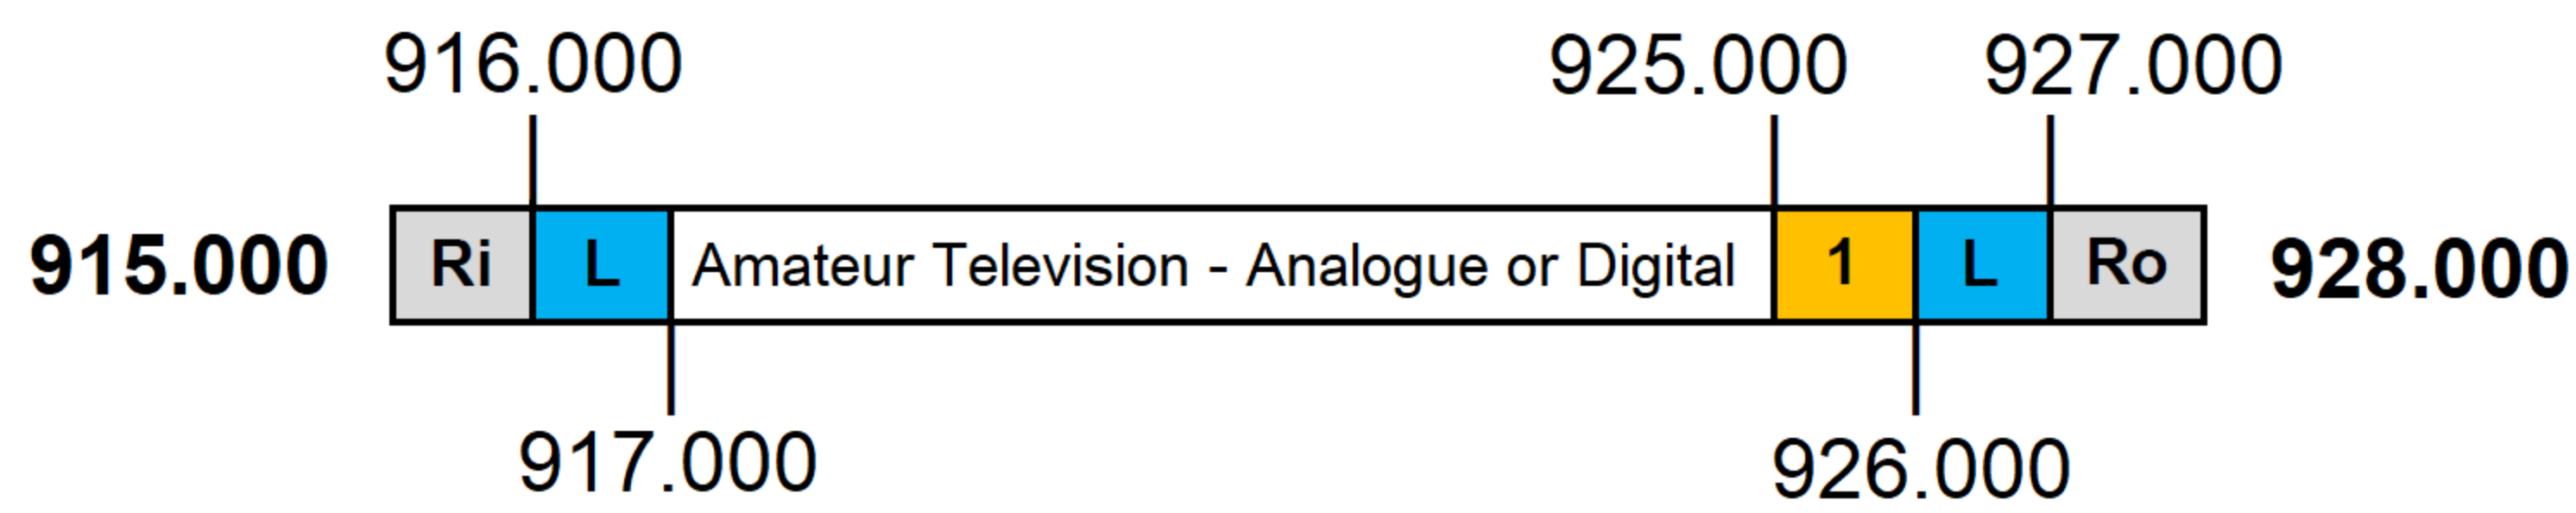 916.000 925.000 927.000
915.000 Ri L Amateur Television - Analogue or Digital 1 L Ro 928.000
917.000 926.000